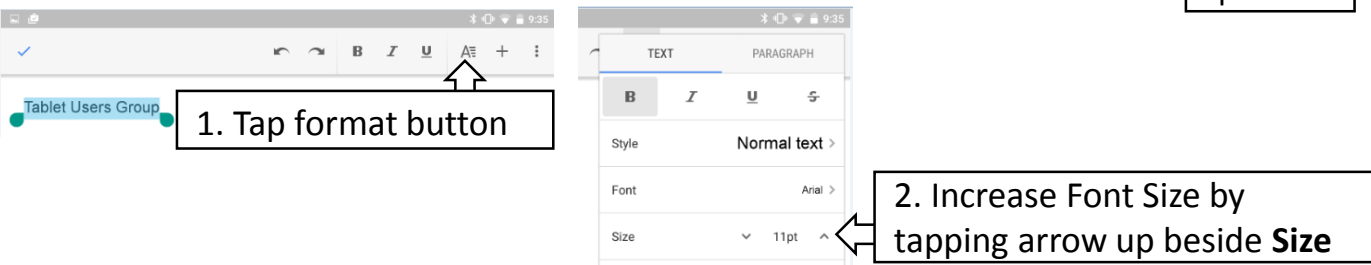 9:35
B I U A +
Tablet Users Group
1. Tap format button
9:35
TEXT PARAGRAPH
B I U S
Style Normal text >
Font Arial >
Size 11pt
2. Increase Font Size by
tapping arrow up beside Size